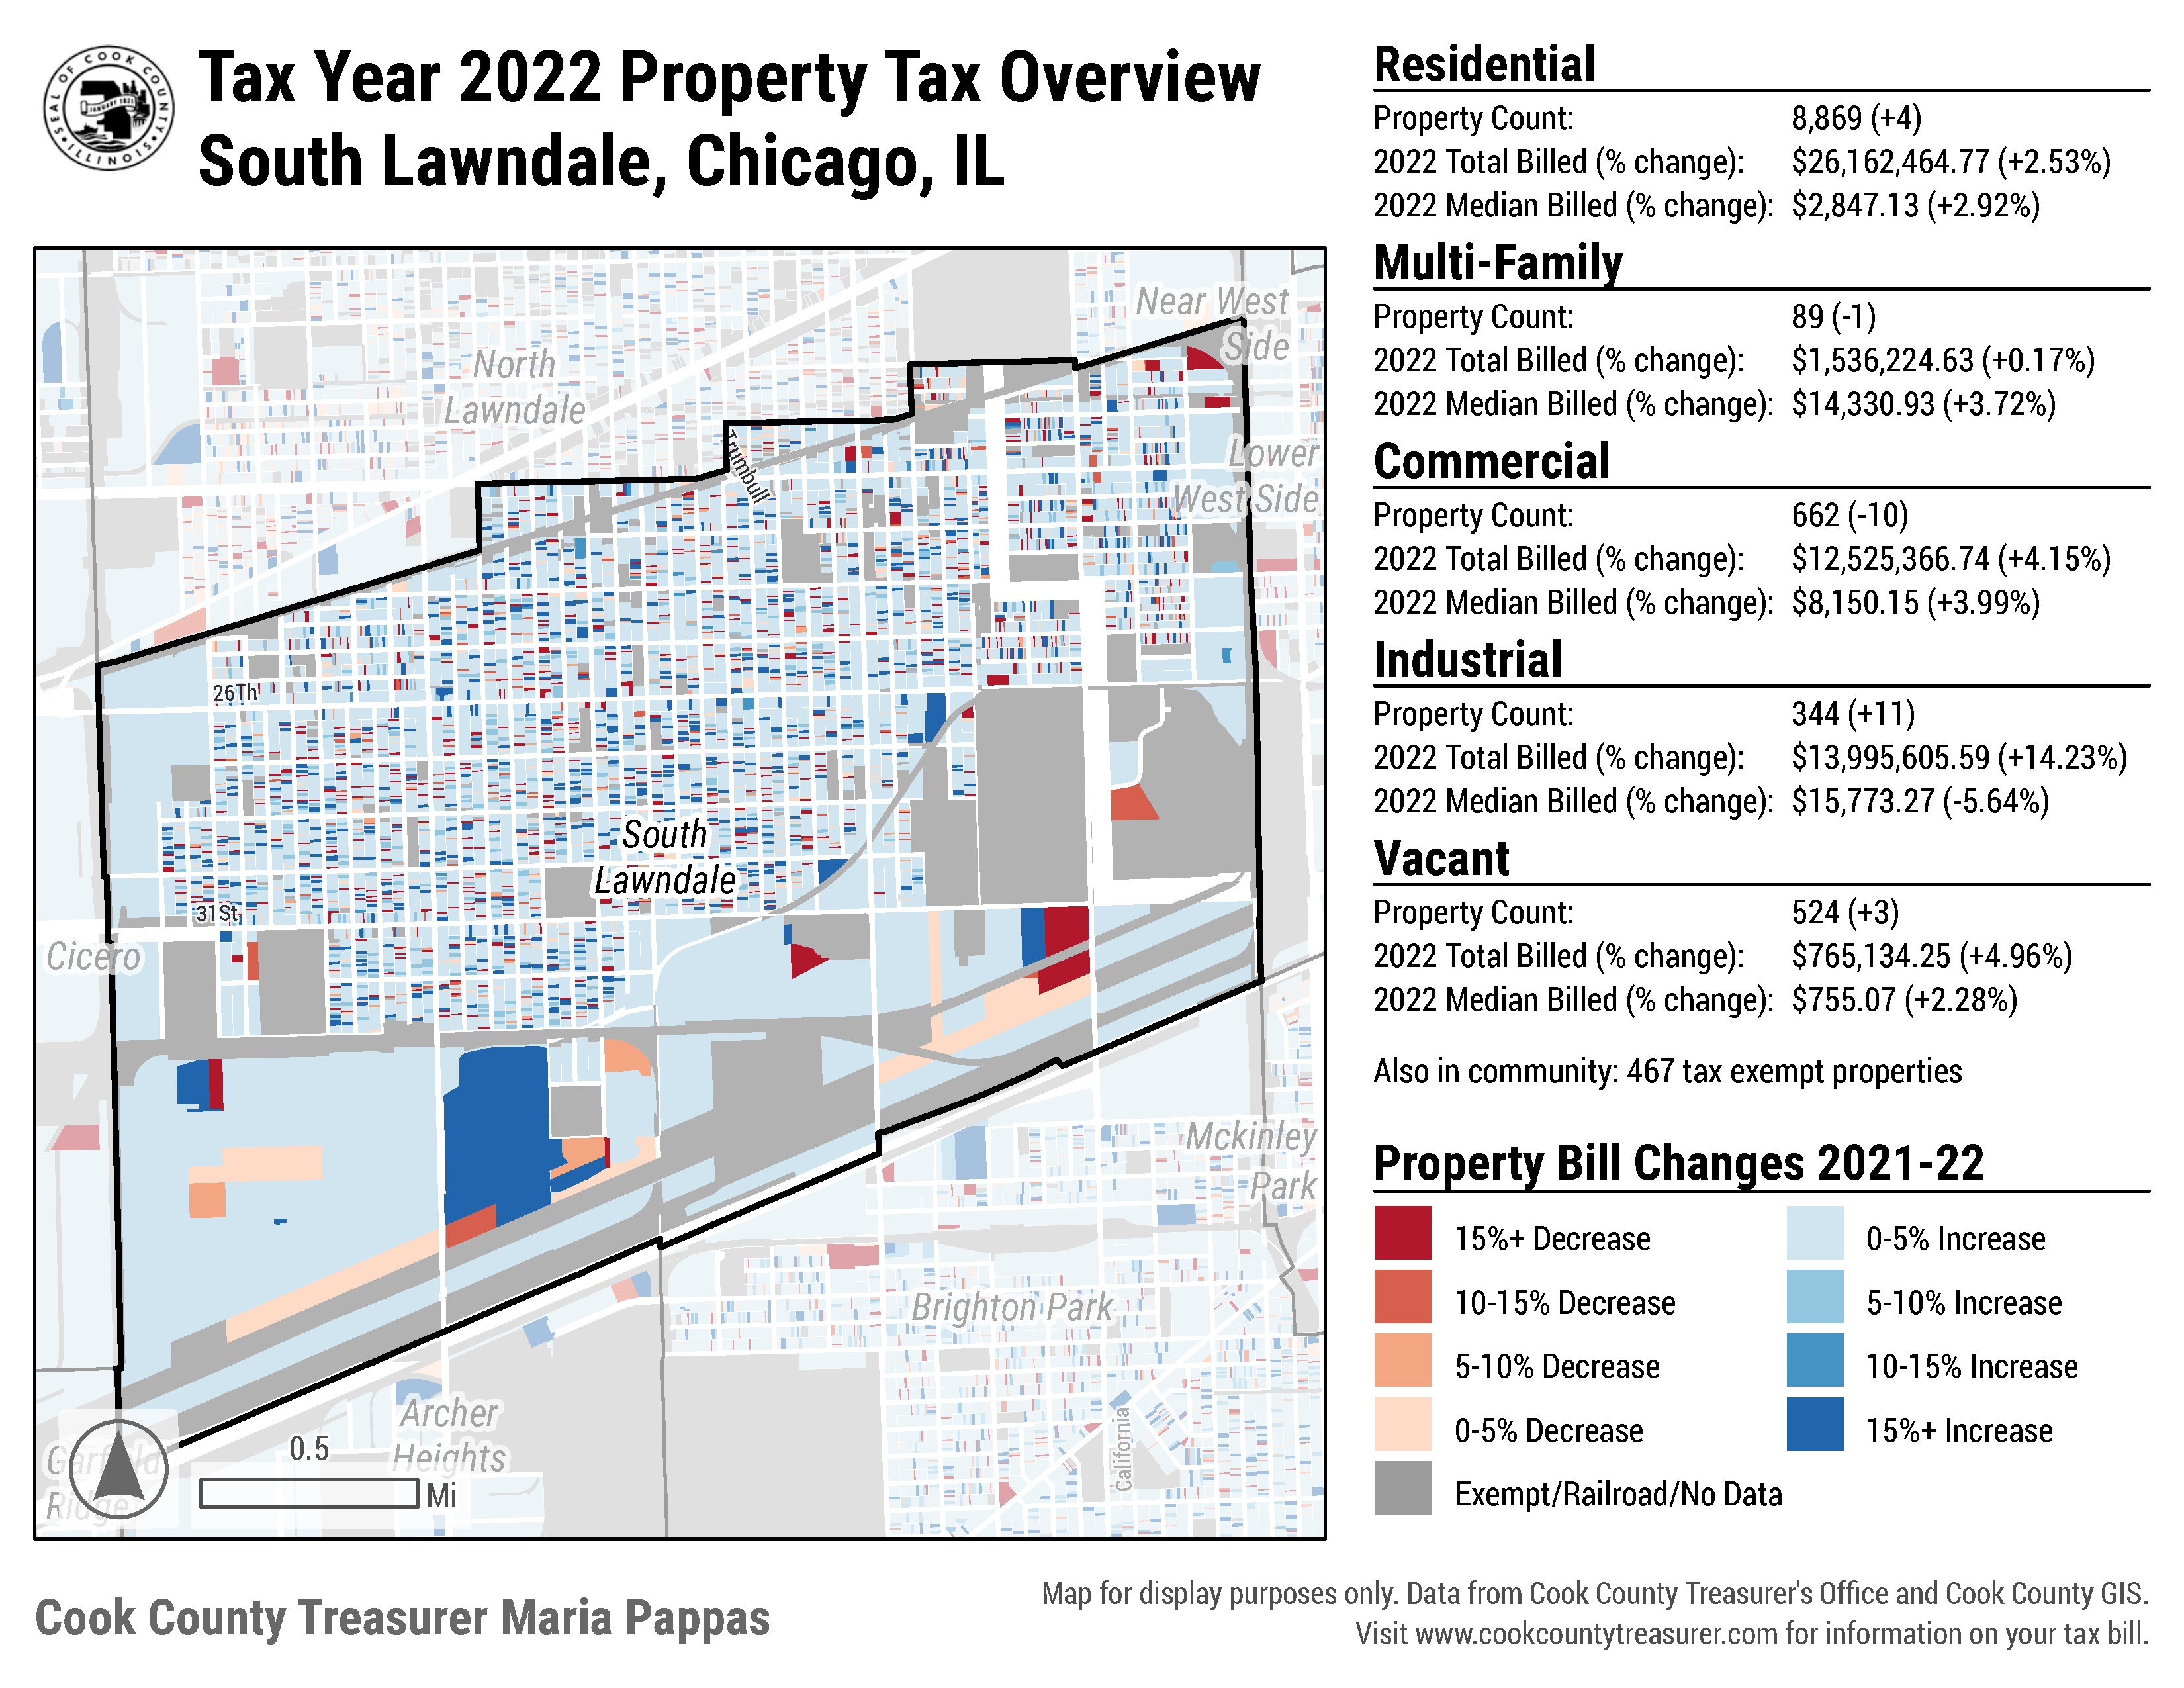 SEAL OF COOK COUNTY
JANUARY 1831
ILLINOIS
Tax Year 2022 Property Tax Overview
South Lawndale, Chicago, IL
Near West
Side
North
Lawndale
Trumbull
Lower
West Side
26Th
South
Lawndale
31St
Cicero
Mckinley
Park
Brighton Park
Archer
Heights
California
Garfield
Ridge
0.5
Mi
Residential
Property Count: 8,869 (+4)
2022 Total Billed (% change): $26,162,464.77 (+2.53%)
2022 Median Billed (% change): $2,847.13 (+2.92%)
Multi-Family
Property Count: 89 (-1)
2022 Total Billed (% change): $1,536,224.63 (+0.17%)
2022 Median Billed (% change): $14,330.93 (+3.72%)
Commercial
Property Count: 662 (-10)
2022 Total Billed (% change): $12,525,366.74 (+4.15%)
2022 Median Billed (% change): $8,150.15 (+3.99%)
Industrial
Property Count: 344 (+11)
2022 Total Billed (% change): $13,995,605.59 (+14.23%)
2022 Median Billed (% change): $15,773.27 (-5.64%)
Vacant
Property Count: 524 (+3)
2022 Total Billed (% change): $765,134.25 (+4.96%)
2022 Median Billed (% change): $755.07 (+2.28%)
Also in community: 467 tax exempt properties
Property Bill Changes 2021-22
15%+ Decrease
0-5% Increase
10-15% Decrease
5-10% Increase
5-10% Decrease
10-15% Increase
0-5% Decrease
15%+ Increase
Exempt/Railroad/No Data
Cook County Treasurer Maria Pappas
Map for display purposes only. Data from Cook County Treasurer's Office and Cook County GIS.
Visit www.cookcountytreasurer.com for information on your tax bill.